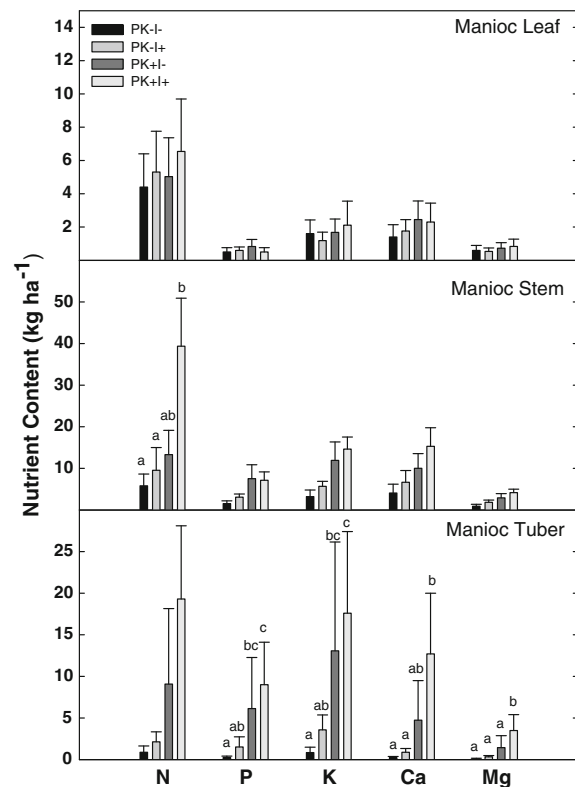 Nutrient Content (kg ha-1)
Manioc Leaf
PK-I-
PK-I+
PK+I-
PK+I+
14
12
10
8
6
4
2
Manioc Stem
50
40
30
20
10
a
a
ab
b
Manioc Tuber
25
20
15
10
5
0
a
ab
bc
c
a
ab
bc
c
a
a
ab
b
a
a
a
b
N P K Ca Mg